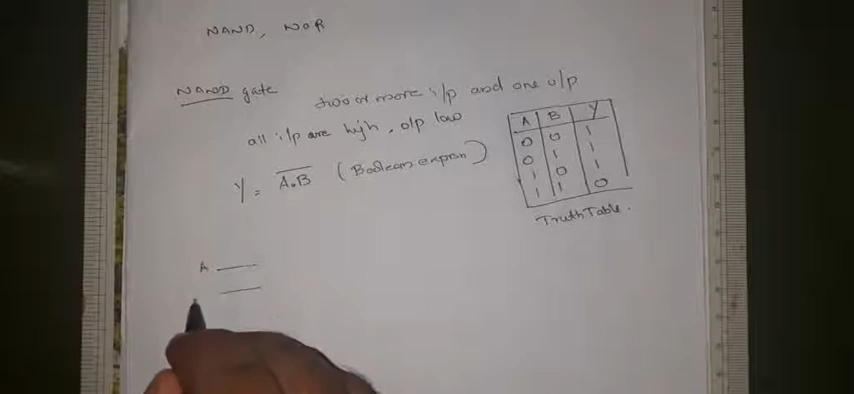 NAND, NOR
NAND gate two or more i/p and one o/p
all i/p are high, o/p low
Y = A.B (Boolean expren)
A B Y
0 0 1
0 1 1
1 0 1
1 1 0
Truth Table.
A